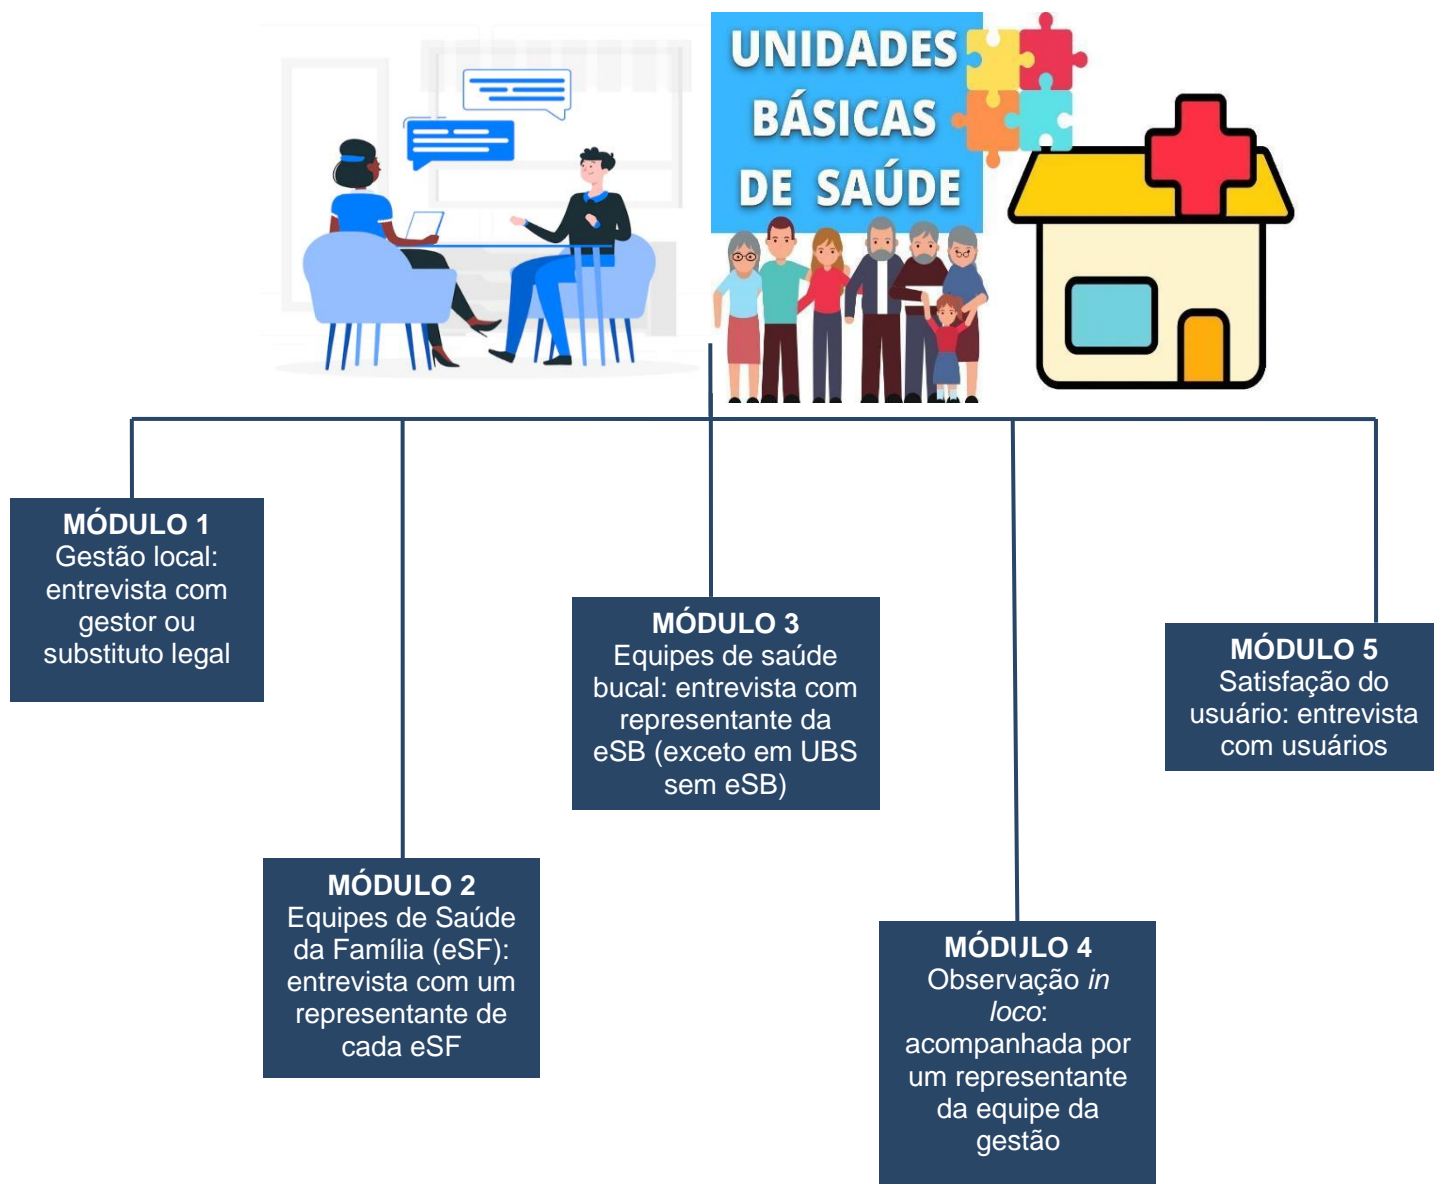 UNIDADES
BÁSICAS
DE SAÚDE
MÓDULO 1
Gestão local:
entrevista com
gestor ou
substituto legal
MÓDULO 2
Equipes de Saúde
da Família (eSF):
entrevista com um
representante de
cada eSF
MÓDULO 3
Equipes de saúde
bucal: entrevista com
representante da
eSB (exceto em UBS
sem eSB)
MÓDULO 4
Observação in
loco:
acompanhada por
um representante
da equipe da
gestão
MÓDULO 5
Satisfação do
usuário: entrevista
com usuários